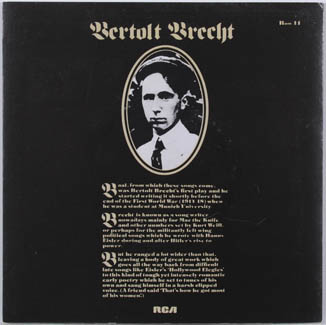 Bertolt Brecht
Bow 11
Baal, from which these songs come,
was Bertolt Brecht's first play and he
started writing it shortly before the
end of the First World War (1914-18) when
he was a student at Munich University
Brecht is known as a song writer
nowadays mainly for Mac the Knife
and other numbers set by Kurt Weill,
or perhaps for the militantly left wing
political songs which he wrote with Hanns
Eisler during and after Hitler's rise to
power.
But he ranged a lot wider than that,
leaving a body of great work which
goes all the way back from difficult
late songs like Eisler's 'Hollywood Elegies'
to this kind of rough yet intensely romantic
early poetry which he set to tunes of his
own and sang himself in a harsh clipped
voice. (A friend said 'That's how he got most
of his women').
RCA